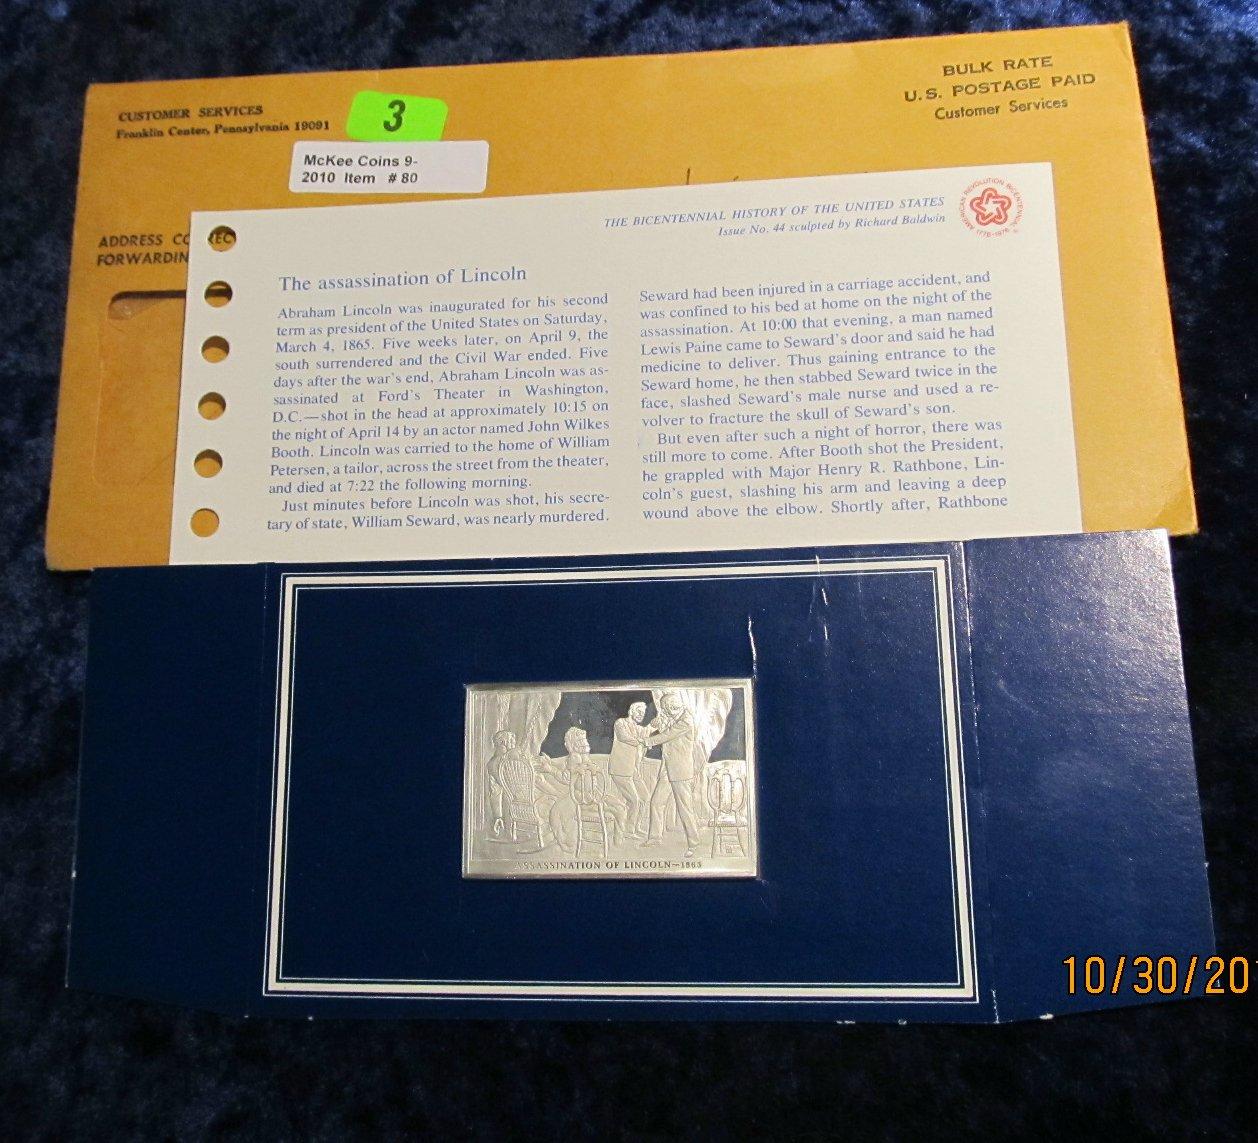 CUSTOMER SERVICES
Franklin Center, Pennsylvania 19091
3
McKee Coins 9-
2010 Item # 80
BULK RATE
U.S. POSTAGE PAID
Customer Services
ADDRESS
FORWARDIN
THE BICENTENNIAL HISTORY OF THE UNITED STATES
Issue No. 44 sculpted by Richard Baldwin
AMERICAN REVOLUTION BICENTENNIAL
1776-1976
The assassination of Lincoln
Abraham Lincoln was inaugurated for his second
term as president of the United States on Saturday,
March 4, 1865. Five weeks later, on April 9, the
south surrendered and the Civil War ended. Five
days after the war's end, Abraham Lincoln was as-
sassinated at Ford's Theater in Washington,
D.C.—shot in the head at approximately 10:15 on
the night of April 14 by an actor named John Wilkes
Booth. Lincoln was carried to the home of William
Petersen, a tailor, across the street from the theater,
and died at 7:22 the following morning.
Just minutes before Lincoln was shot, his secre-
tary of state, William Seward, was nearly murdered.
Seward had been injured in a carriage accident, and
was confined to his bed at home on the night of the
assassination. At 10:00 that evening, a man named
Lewis Paine came to Seward's door and said he had
medicine to deliver. Thus gaining entrance to the
Seward home, he then stabbed Seward twice in the
face, slashed Seward's male nurse and used a re-
volver to fracture the skull of Seward's son.
But even after such a night of horror, there was
still more to come. After Booth shot the President,
he grappled with Major Henry R. Rathbone, Lin-
coln's guest, slashing his arm and leaving a deep
wound above the elbow. Shortly after, Rathbone
ASSASSINATION OF LINCOLN—1865
10/30/201